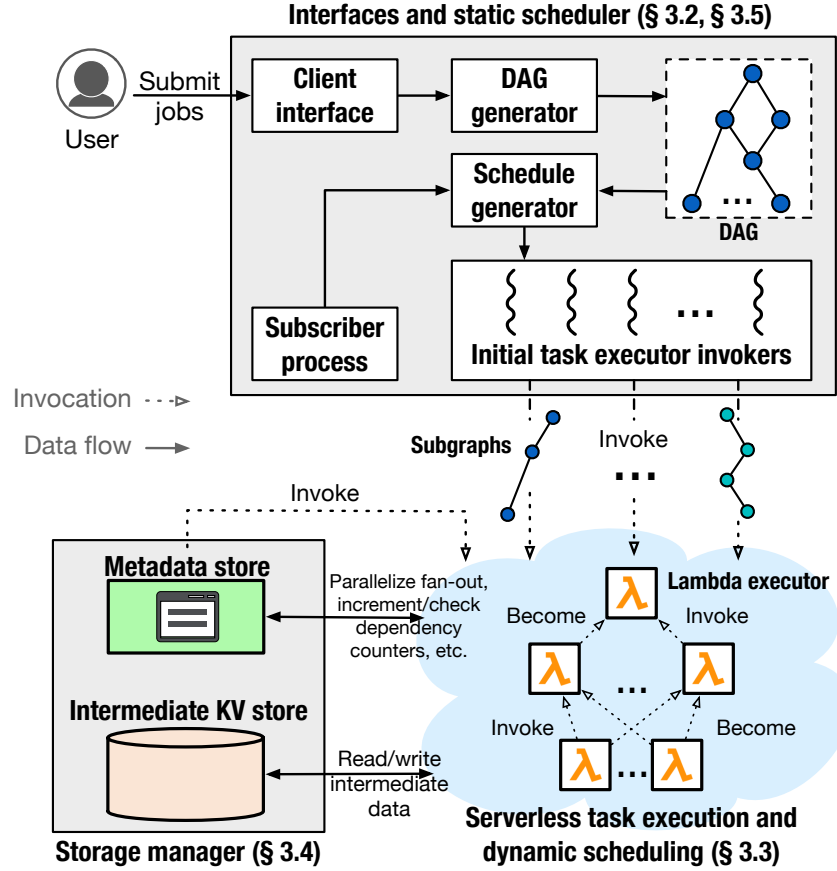 Interfaces and static scheduler (§ 3.2, § 3.5)
User
Submit
jobs
Client
interface
DAG
generator
...
DAG
Schedule
generator
Subscriber
process
...
Initial task executor invokers
Invocation
Data flow
Subgraphs
Invoke
...
Invoke
Metadata store
Parallelize fan-out,
increment/check
dependency
counters, etc.
Intermediate KV store
Read/write
intermediate
data
Storage manager (§ 3.4)
Lambda executor
λ
Become
Invoke
λ
...
λ
Invoke
Become
λ
...
λ
Serverless task execution and
dynamic scheduling (§ 3.3)